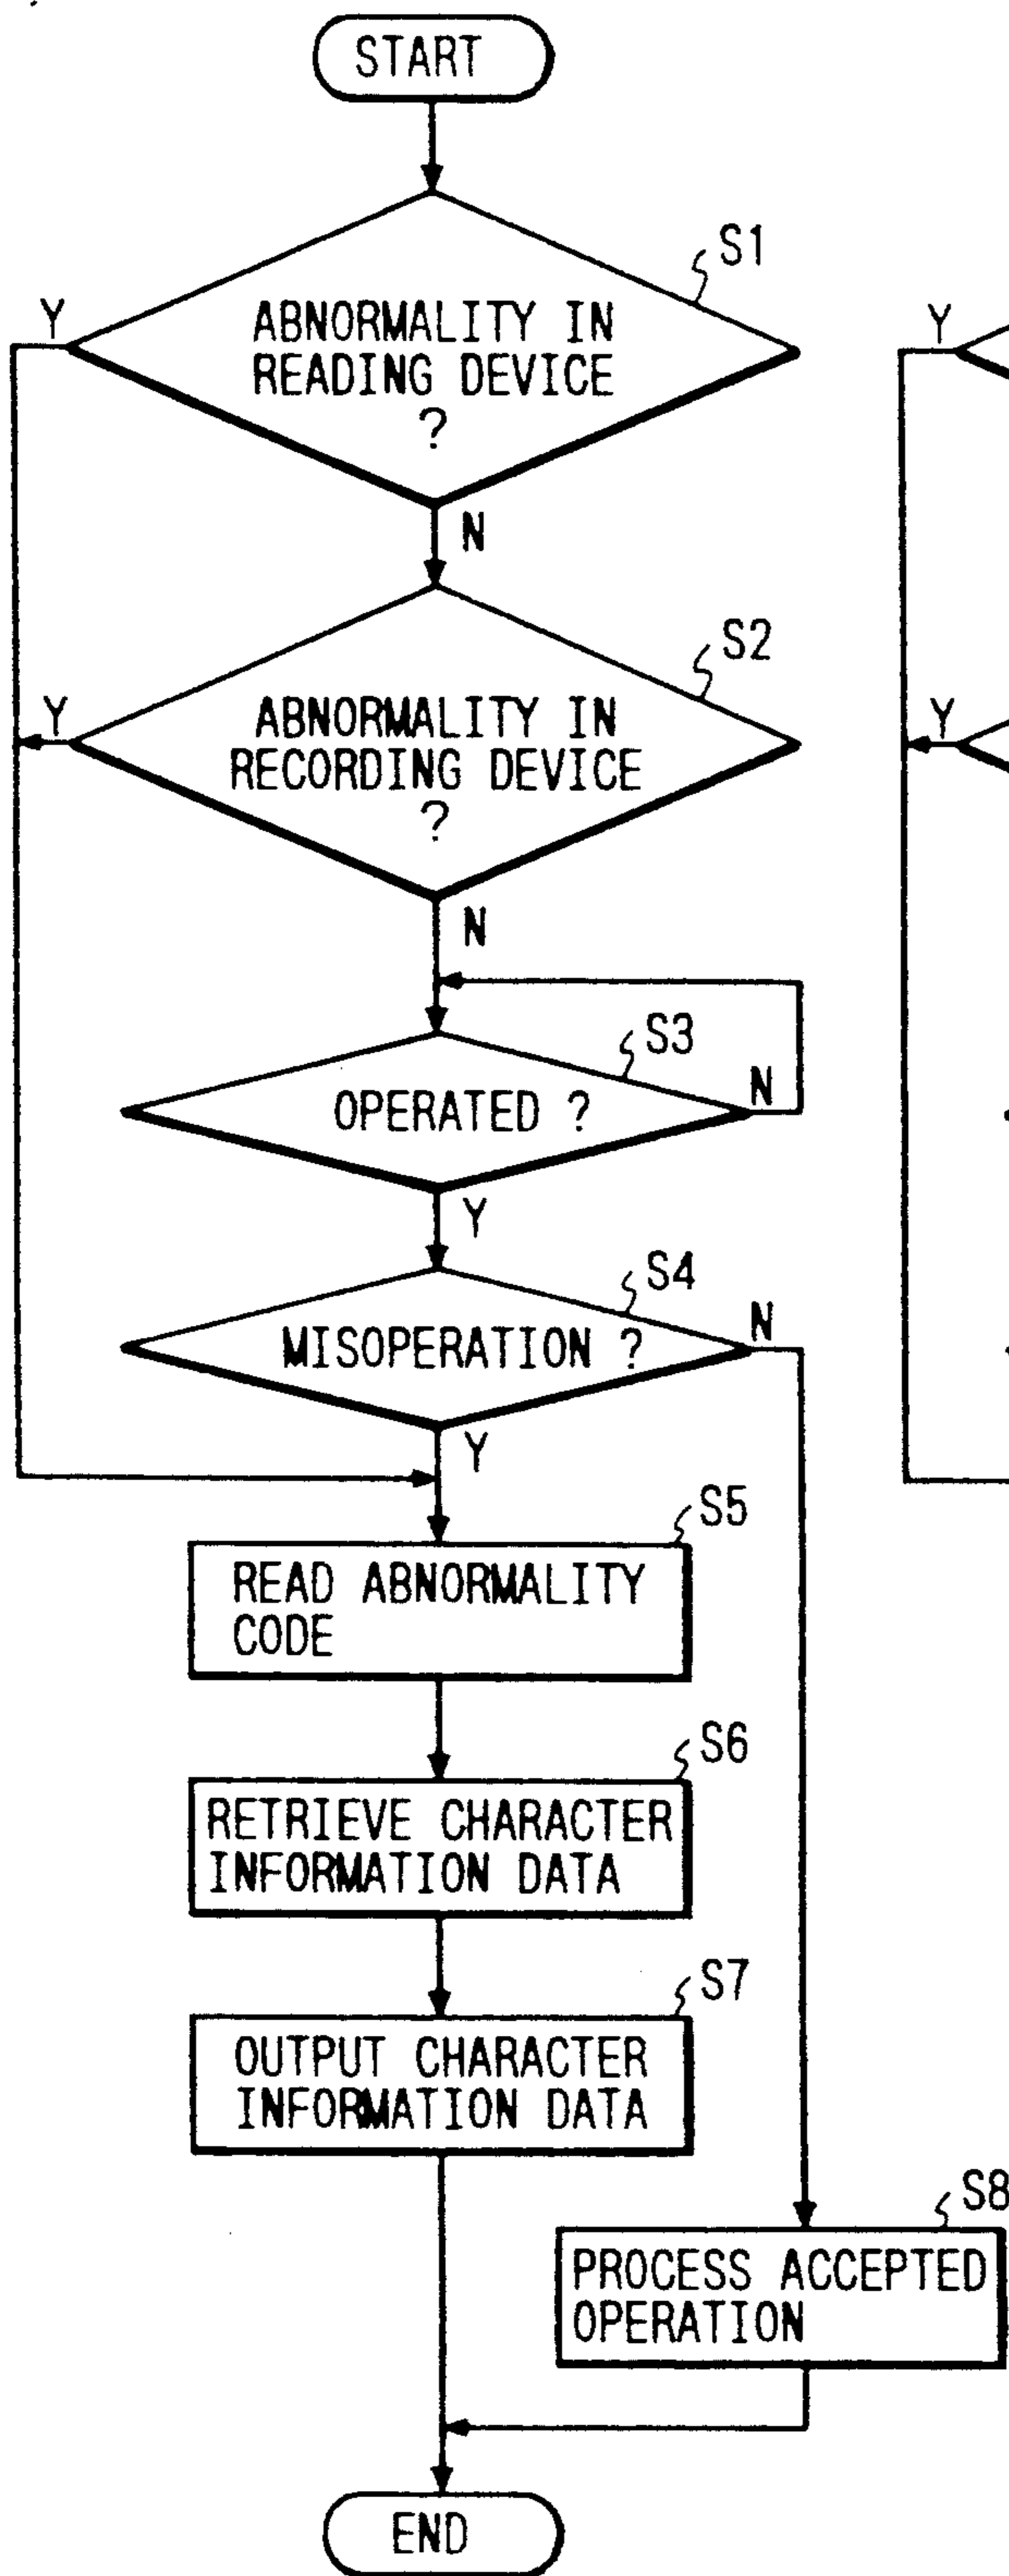 START
S1
Y
ABNORMALITY IN
READING DEVICE
?
N
S2
Y
ABNORMALITY IN
RECORDING DEVICE
?
N
S3
OPERATED ?
N
Y
S4
MISOPERATION ?
N
Y
S5
READ ABNORMALITY
CODE
S6
RETRIEVE CHARACTER
INFORMATION DATA
S7
OUTPUT CHARACTER
INFORMATION DATA
S8
PROCESS ACCEPTED
OPERATION
END
Y
Y